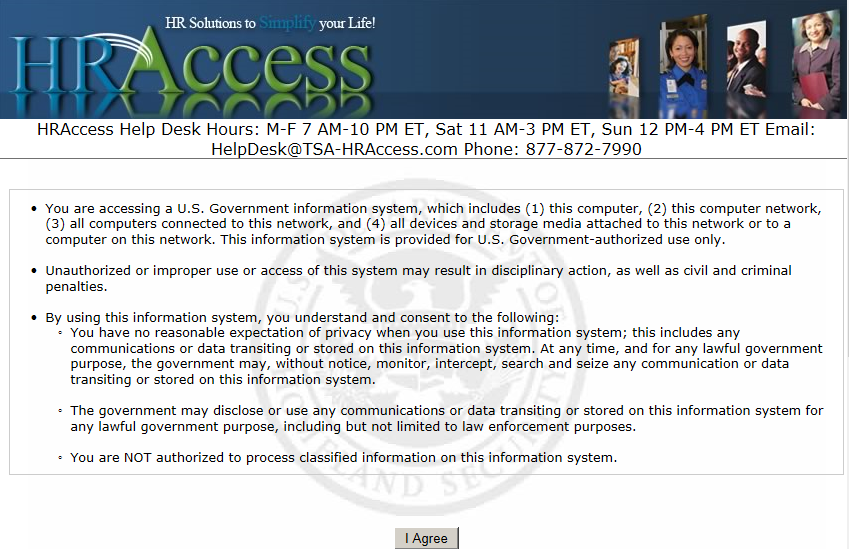 HR Solutions to Simplify your Life!
HRAccess
HRAccess Help Desk Hours: M-F 7 AM-10 PM ET, Sat 11 AM-3 PM ET, Sun 12 PM-4 PM ET Email:
HelpDesk@TSA-HRAccess.com Phone: 877-872-7990
• You are accessing a U.S. Government information system, which includes (1) this computer, (2) this computer network,
(3) all computers connected to this network, and (4) all devices and storage media attached to this network or to a
computer on this network. This information system is provided for U.S. Government-authorized use only.
• Unauthorized or improper use or access of this system may result in disciplinary action, as well as civil and criminal
penalties.
• By using this information system, you understand and consent to the following:
◦ You have no reasonable expectation of privacy when you use this information system; this includes any
communications or data transiting or stored on this information system. At any time, and for any lawful government
purpose, the government may, without notice, monitor, intercept, search and seize any communication or data
transiting or stored on this information system.
◦ The government may disclose or use any communications or data transiting or stored on this information system for
any lawful government purpose, including but not limited to law enforcement purposes.
◦ You are NOT authorized to process classified information on this information system.
U.S. DEPARTMENT OF
HOMELAND SECURITY
I Agree